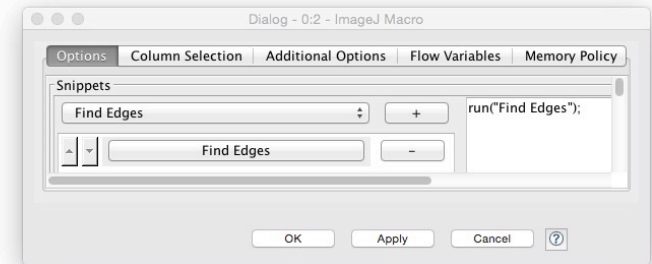 Dialog - 0:2 - ImageJ Macro
Options Column Selection Additional Options Flow Variables Memory Policy
Snippets
Find Edges + run("Find Edges");
Find Edges -
OK Apply Cancel ?